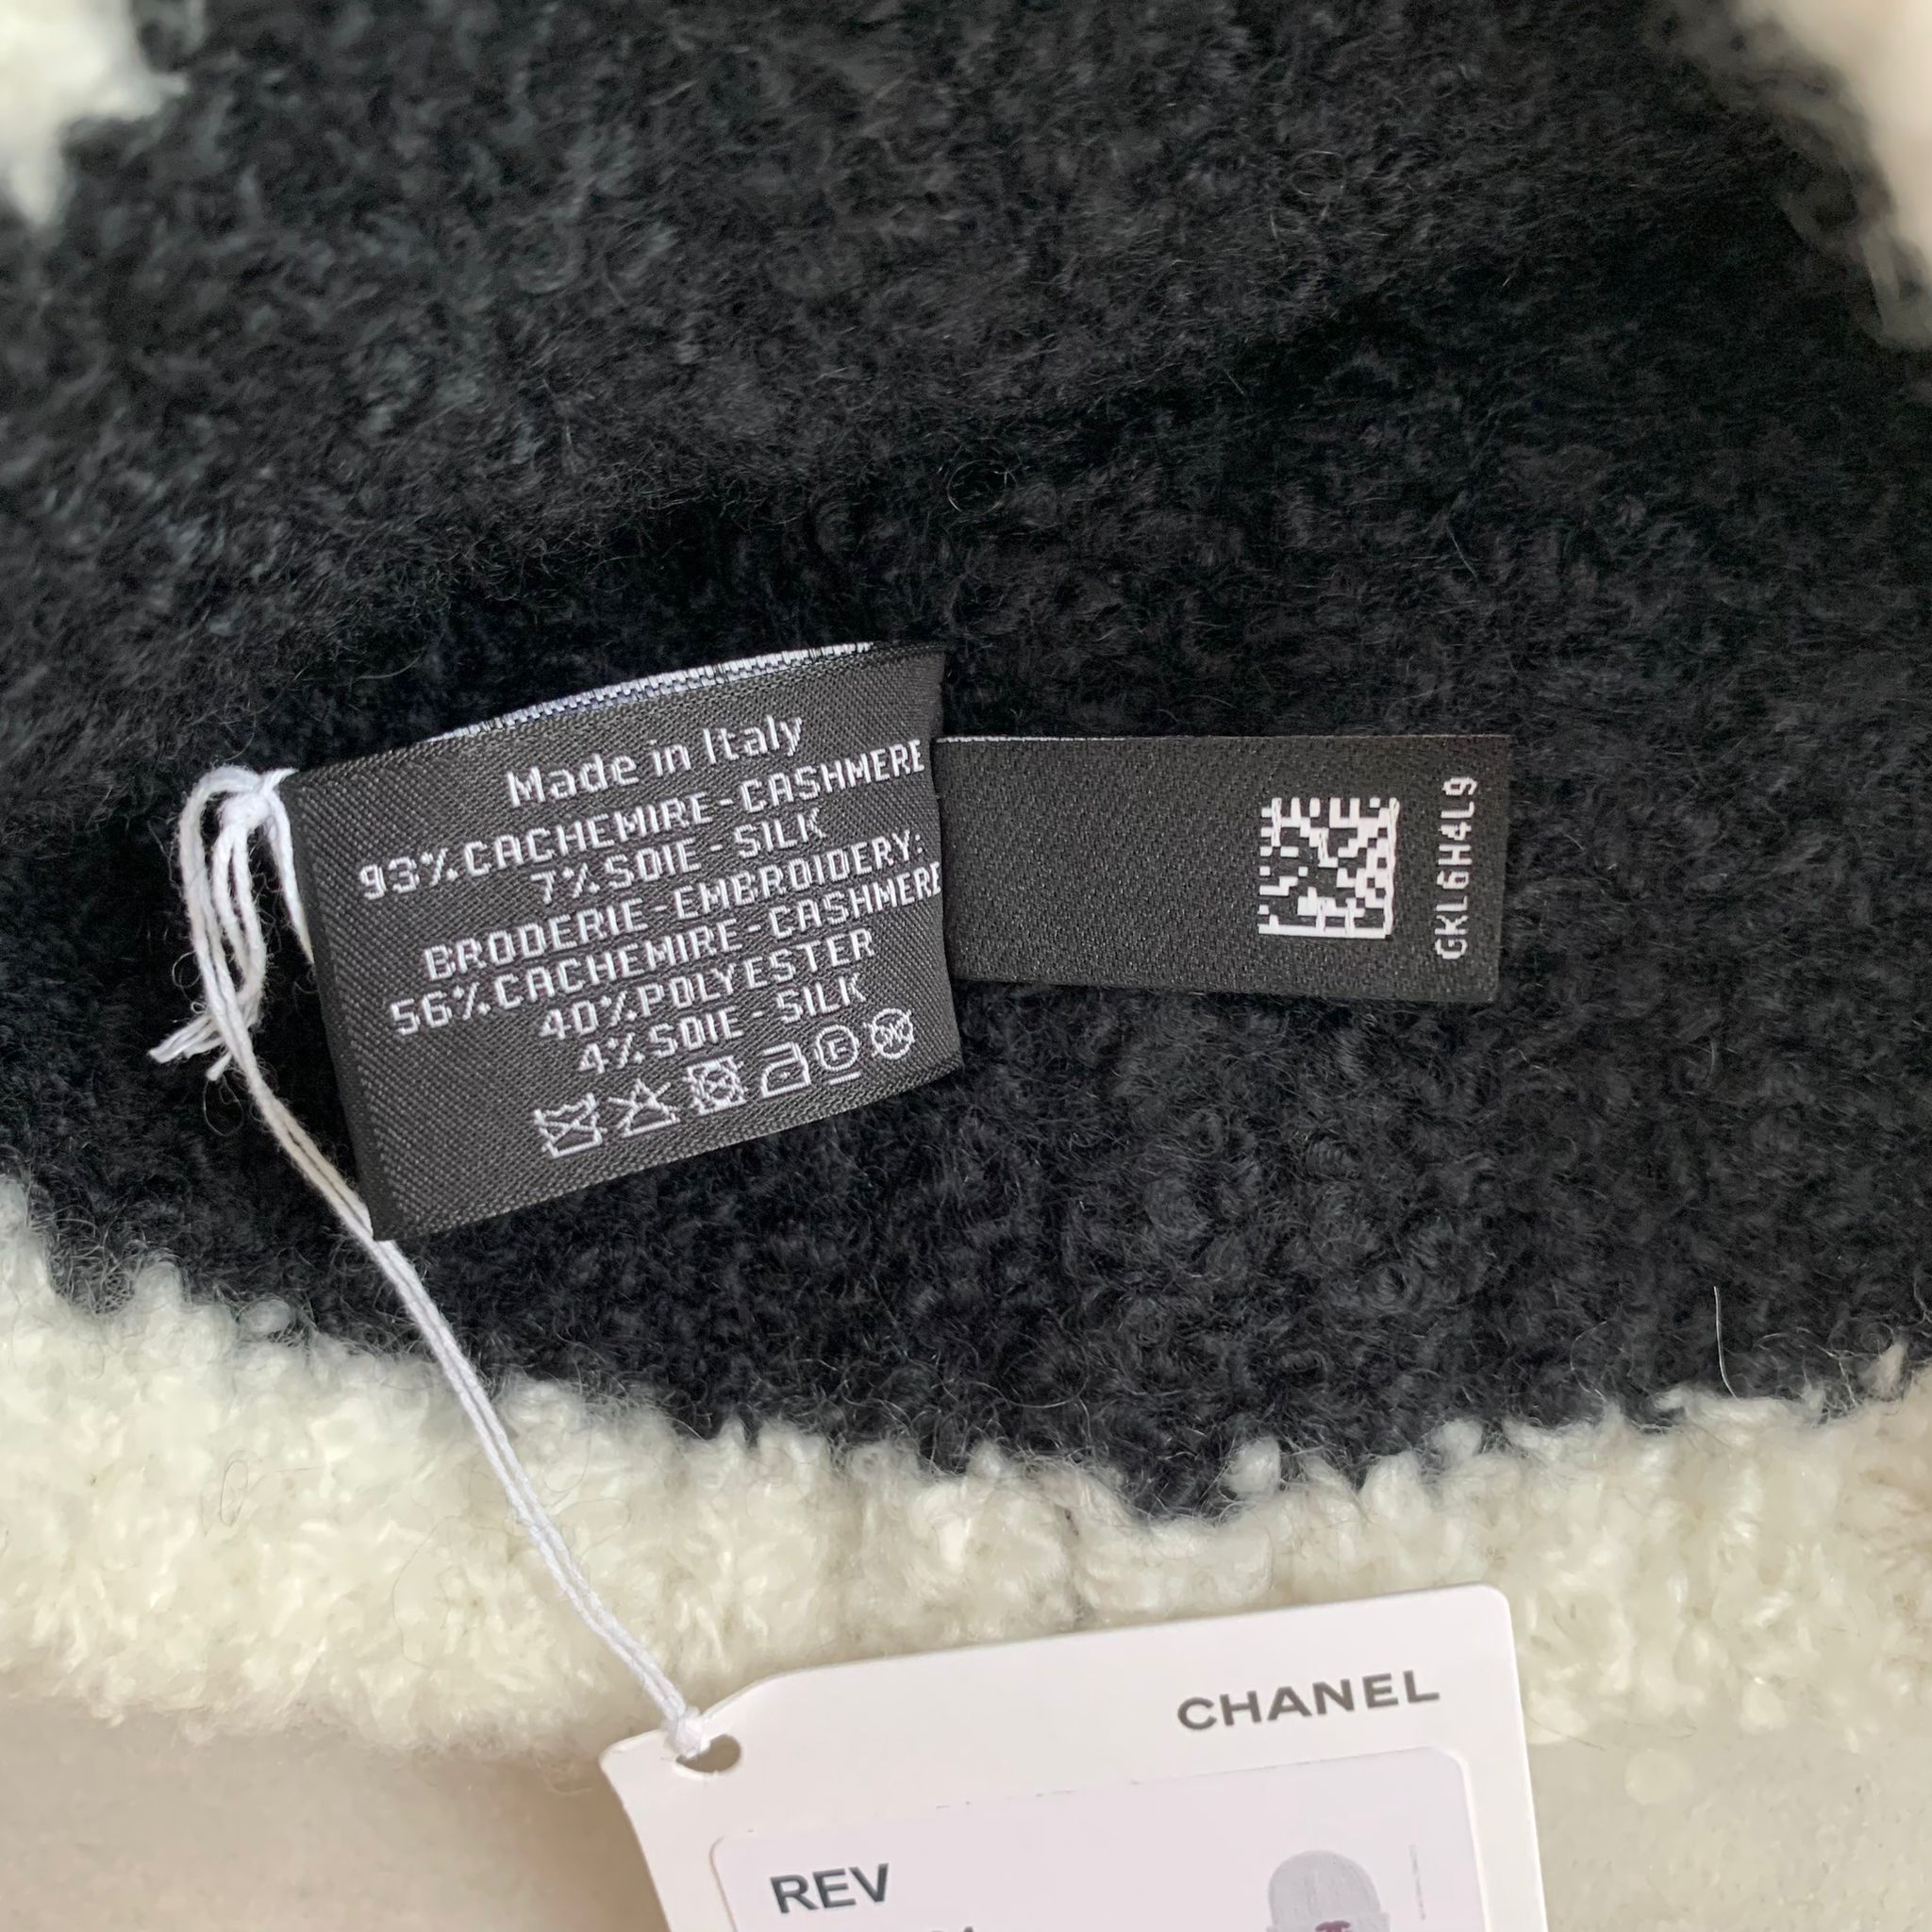 Made in Italy
93% CACHEMIRE - CASHMERE
7% SOIE - SILK
BRODERIE - EMBROIDERY:
56% CACHEMIRE - CASHMERE
40% POLYESTER
4% SOIE - SILK
GKL6H4L9
CHANEL
REV